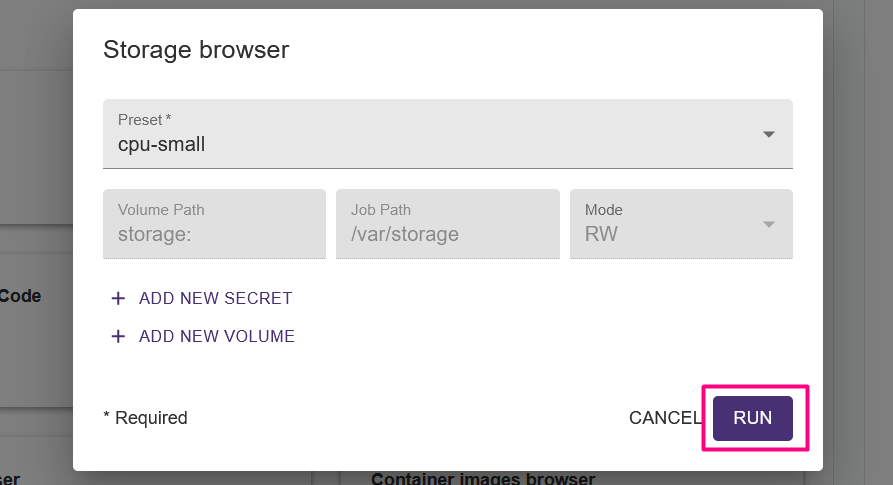 Storage browser
Preset *
cpu-small
Volume Path Job Path Mode
storage: /var/storage RW
Code
+ ADD NEW SECRET
+ ADD NEW VOLUME
* Required CANCEL RUN
Container images browser